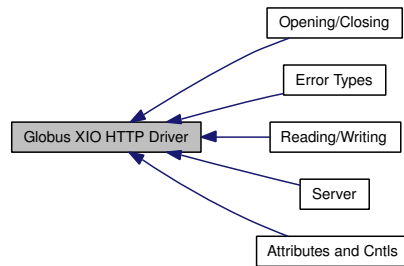 Opening/Closing
Error Types
Globus XIO HTTP Driver
Reading/Writing
Server
Attributes and Cntls